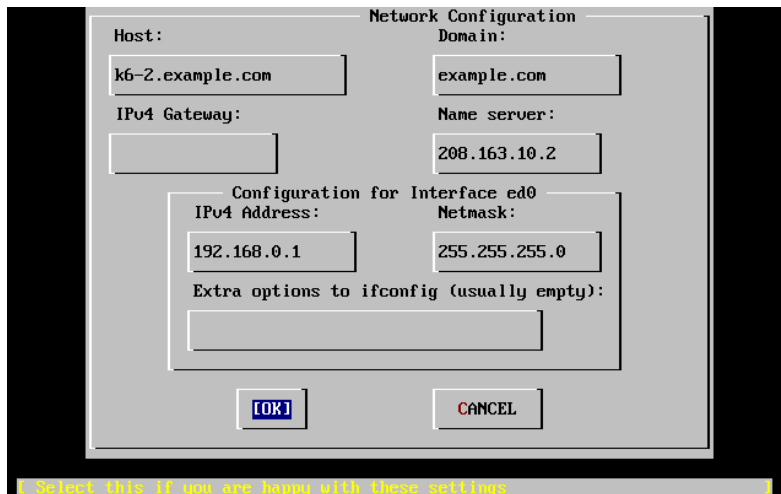 Network Configuration
Host: Domain:
k6-2.example.com example.com
IPv4 Gateway: Name server:
208.163.10.2
Configuration for Interface ed0
IPv4 Address: Netmask:
192.168.0.1 255.255.255.0
Extra options to ifconfig (usually empty):
[OK] CANCEL
[ Select this if you are happy with these settings ]